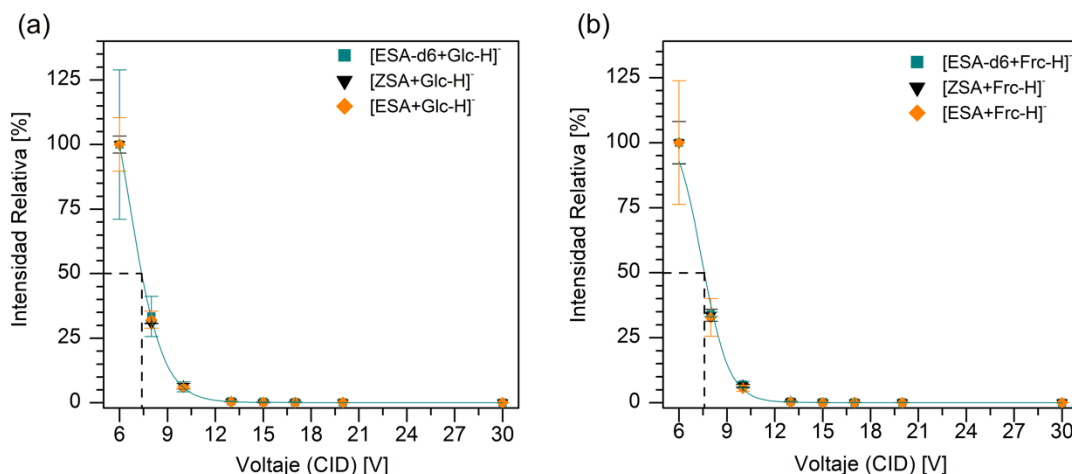 (a)
Intensidad Relativa [%]
125
100
75
50
25
0
[ESA-d6+Glc-H]⁻
[ZSA+Glc-H]⁻
[ESA+Glc-H]⁻
6 9 12 15 18 21 24 27 30
Voltaje (CID) [V]
(b)
Intensidad Relativa [%]
125
100
75
50
25
0
[ESA-d6+Frc-H]⁻
[ZSA+Frc-H]⁻
[ESA+Frc-H]⁻
6 9 12 15 18 21 24 27 30
Voltaje (CID) [V]